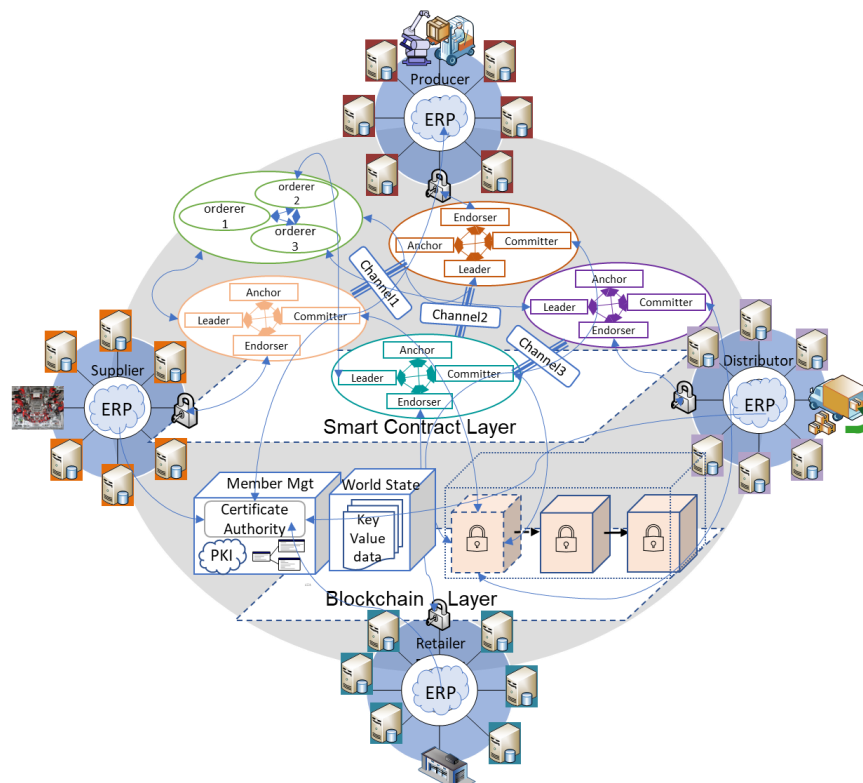 Producer
ERP
orderer
2
orderer
1
orderer
3
Endorser
Anchor
Committer
Leader
Channel1
Anchor
Leader
Committer
Endorser
Channel2
Anchor
Leader
Committer
Endorser
Channel3
Anchor
Leader
Committer
Endorser
Supplier
ERP
Distributor
ERP
Smart Contract Layer
Member Mgt
Certificate
Authority
PKI
World State
Key
Value
data
Blockchain Layer
Retailer
ERP